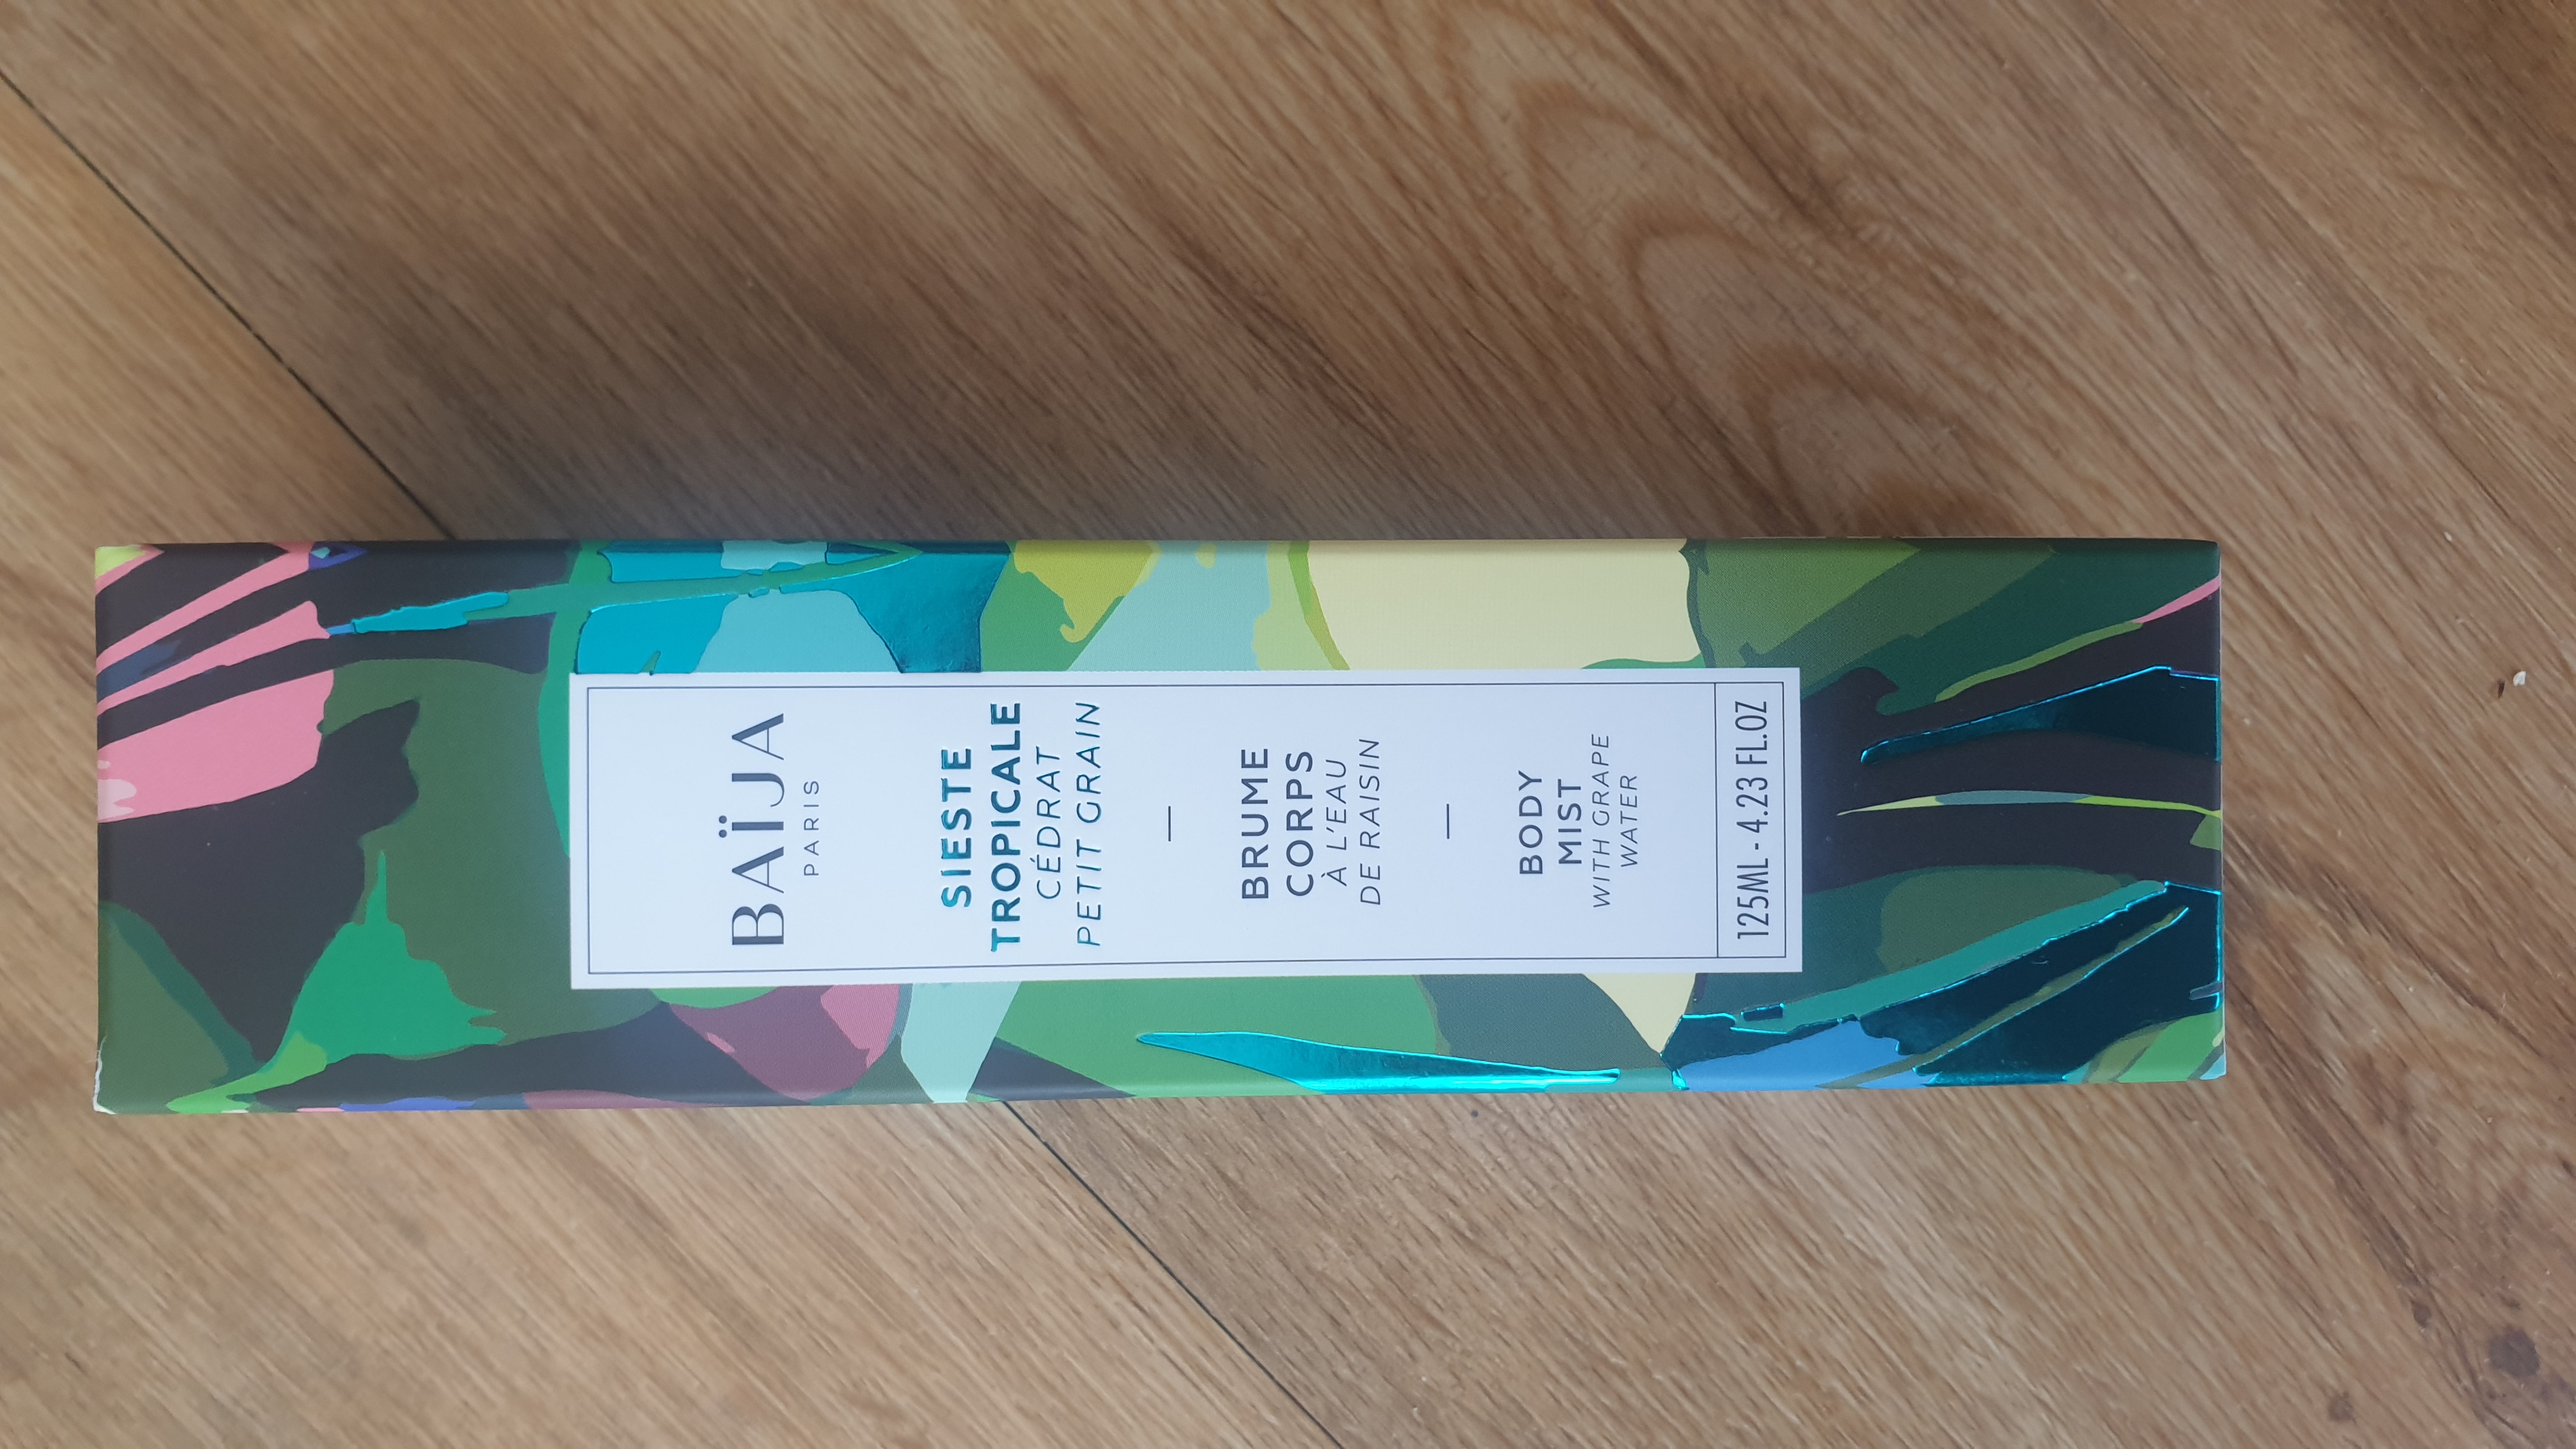 BAÏJA
PARIS
SIESTE
TROPICALE
CÉDRAT
PETIT GRAIN
BRUME
CORPS
À L'EAU
DE RAISIN
BODY
MIST
WITH GRAPE
WATER
125ML - 4.23 FL.OZ